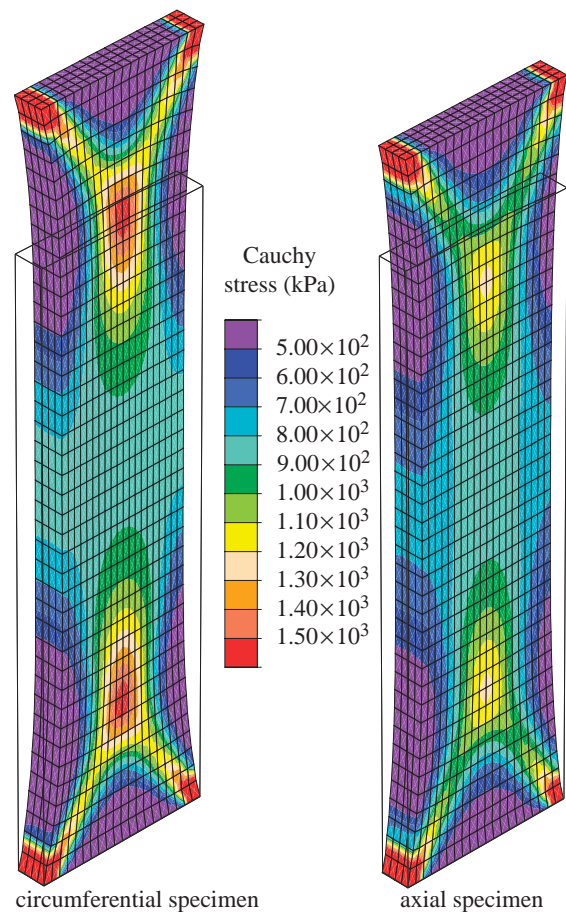 Cauchy
stress (kPa)
5.00×10²
6.00×10²
7.00×10²
8.00×10²
9.00×10²
1.00×10³
1.10×10³
1.20×10³
1.30×10³
1.40×10³
1.50×10³
circumferential specimen
axial specimen